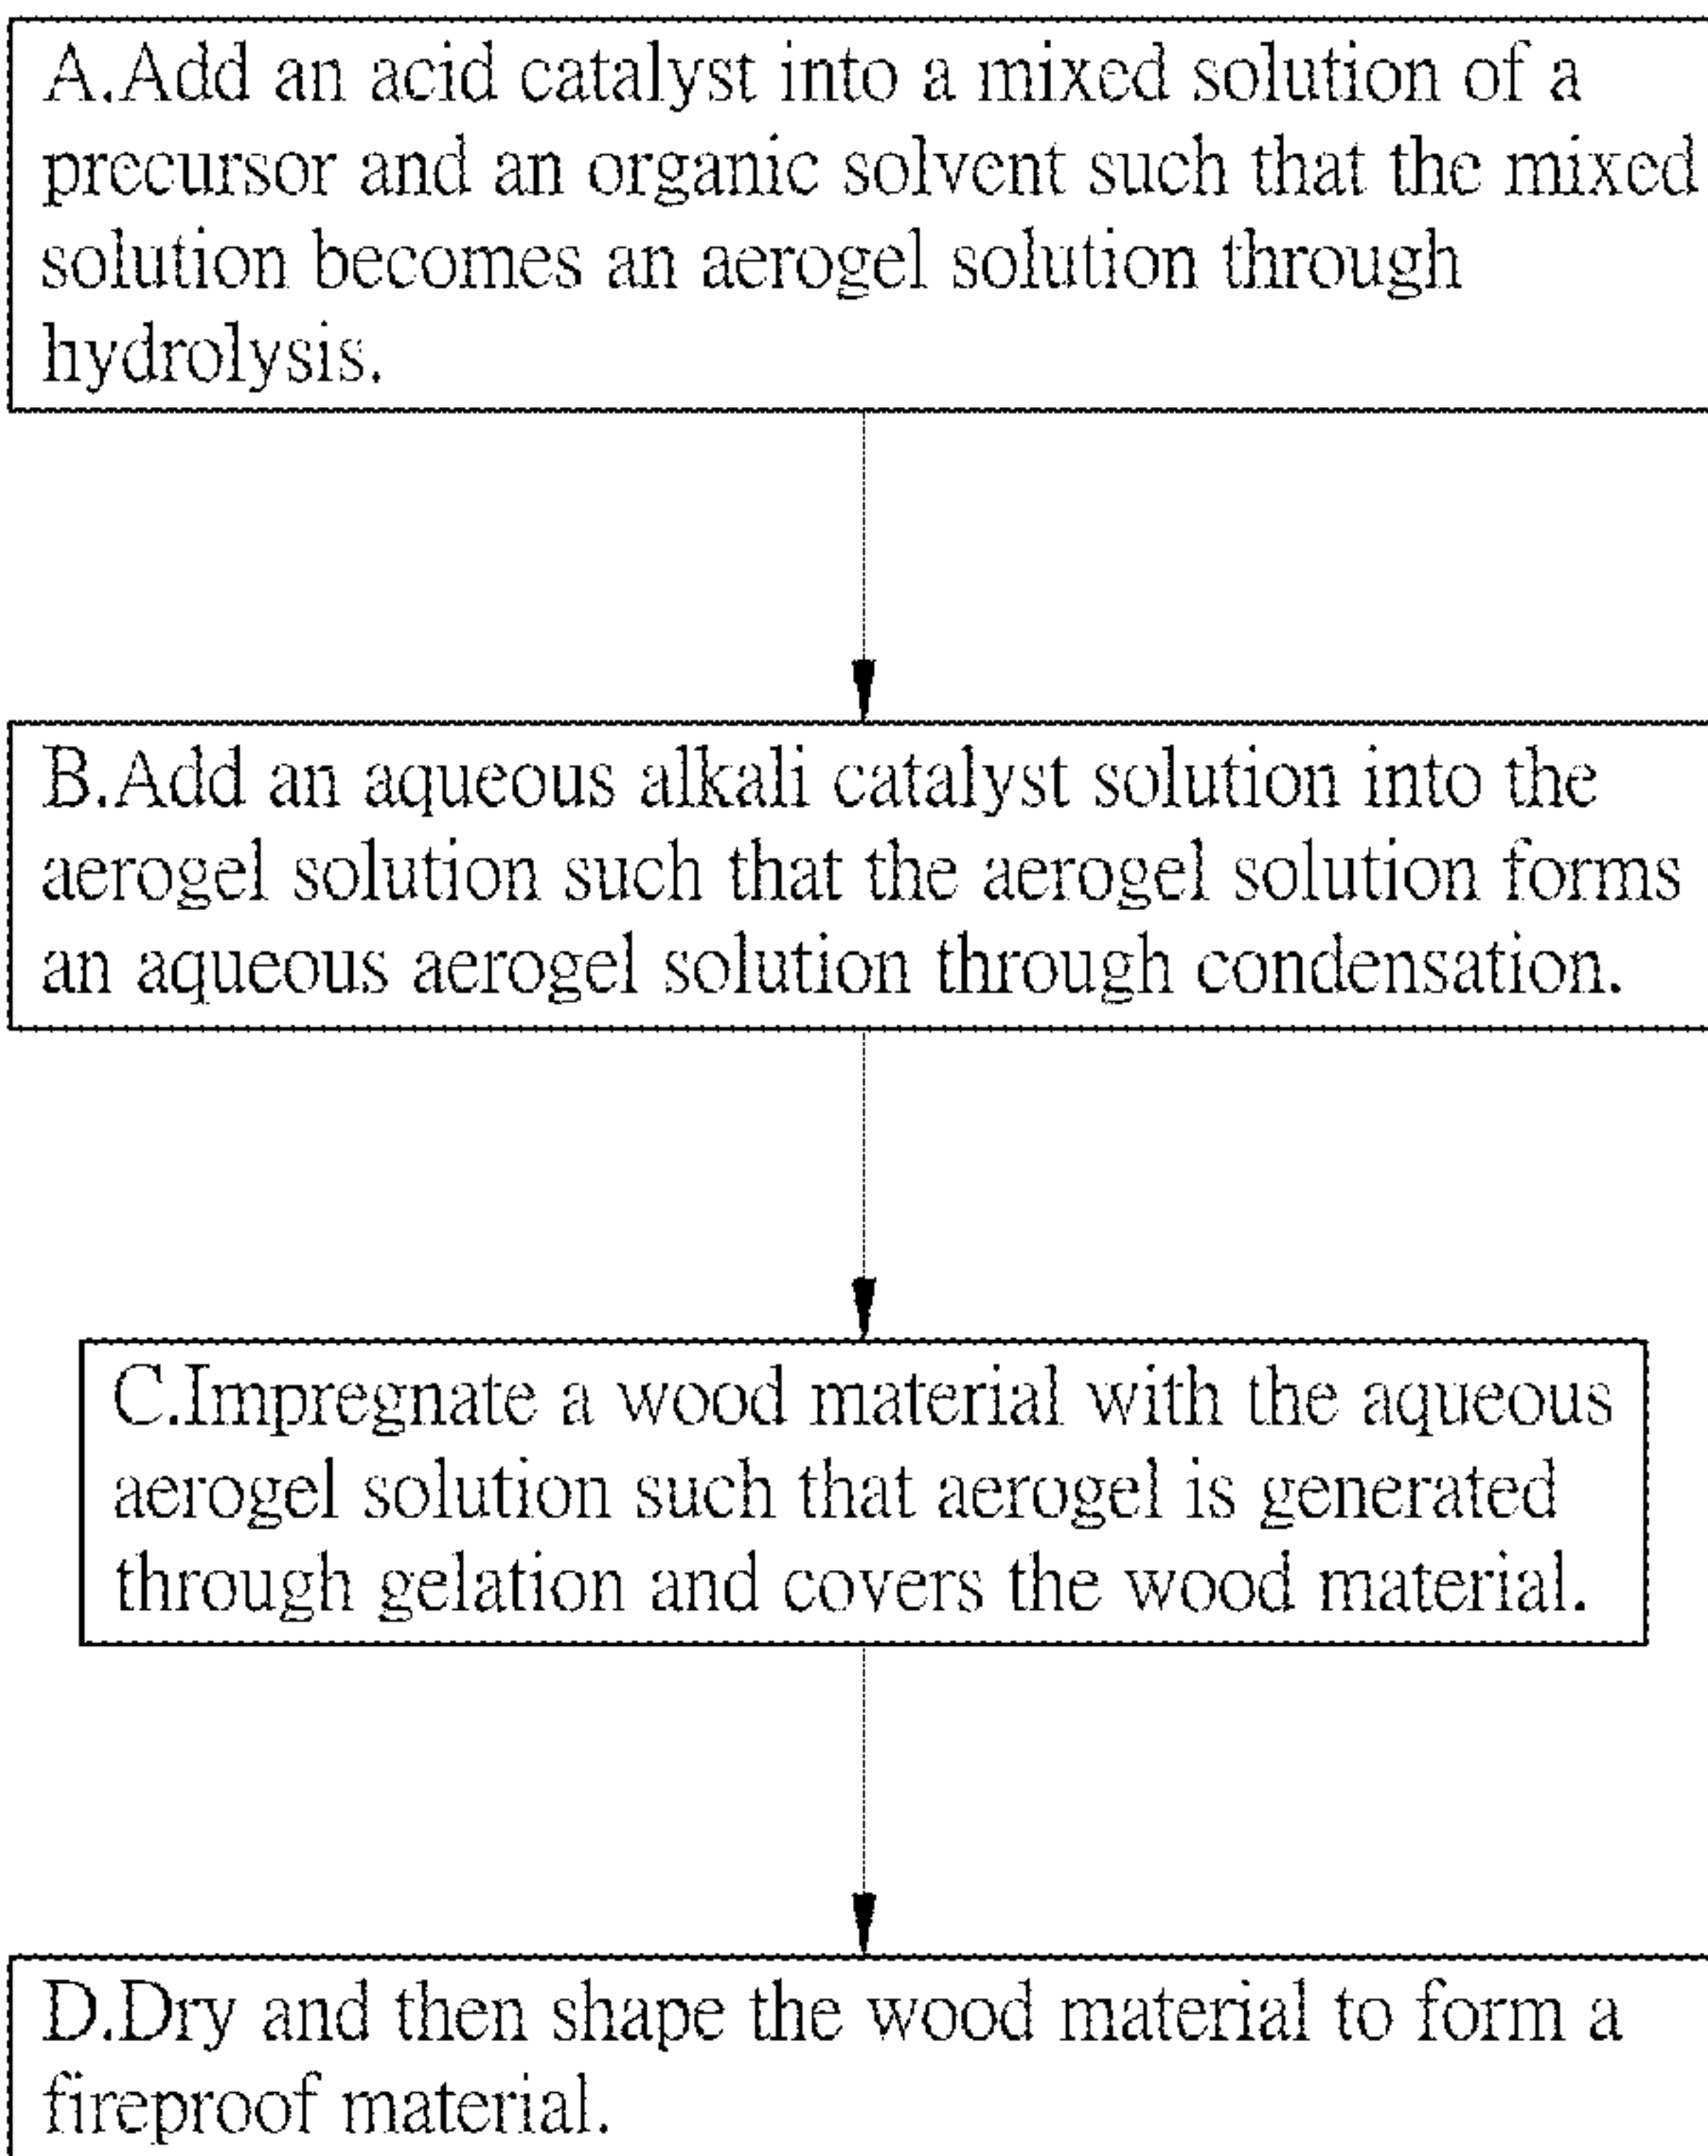 A.Add an acid catalyst into a mixed solution of a
precursor and an organic solvent such that the mixed
solution becomes an aerogel solution through
hydrolysis.
B.Add an aqueous alkali catalyst solution into the
aerogel solution such that the aerogel solution forms
an aqueous aerogel solution through condensation.
C.Impregnate a wood material with the aqueous
aerogel solution such that aerogel is generated
through gelation and covers the wood material.
D.Dry and then shape the wood material to form a
fireproof material.